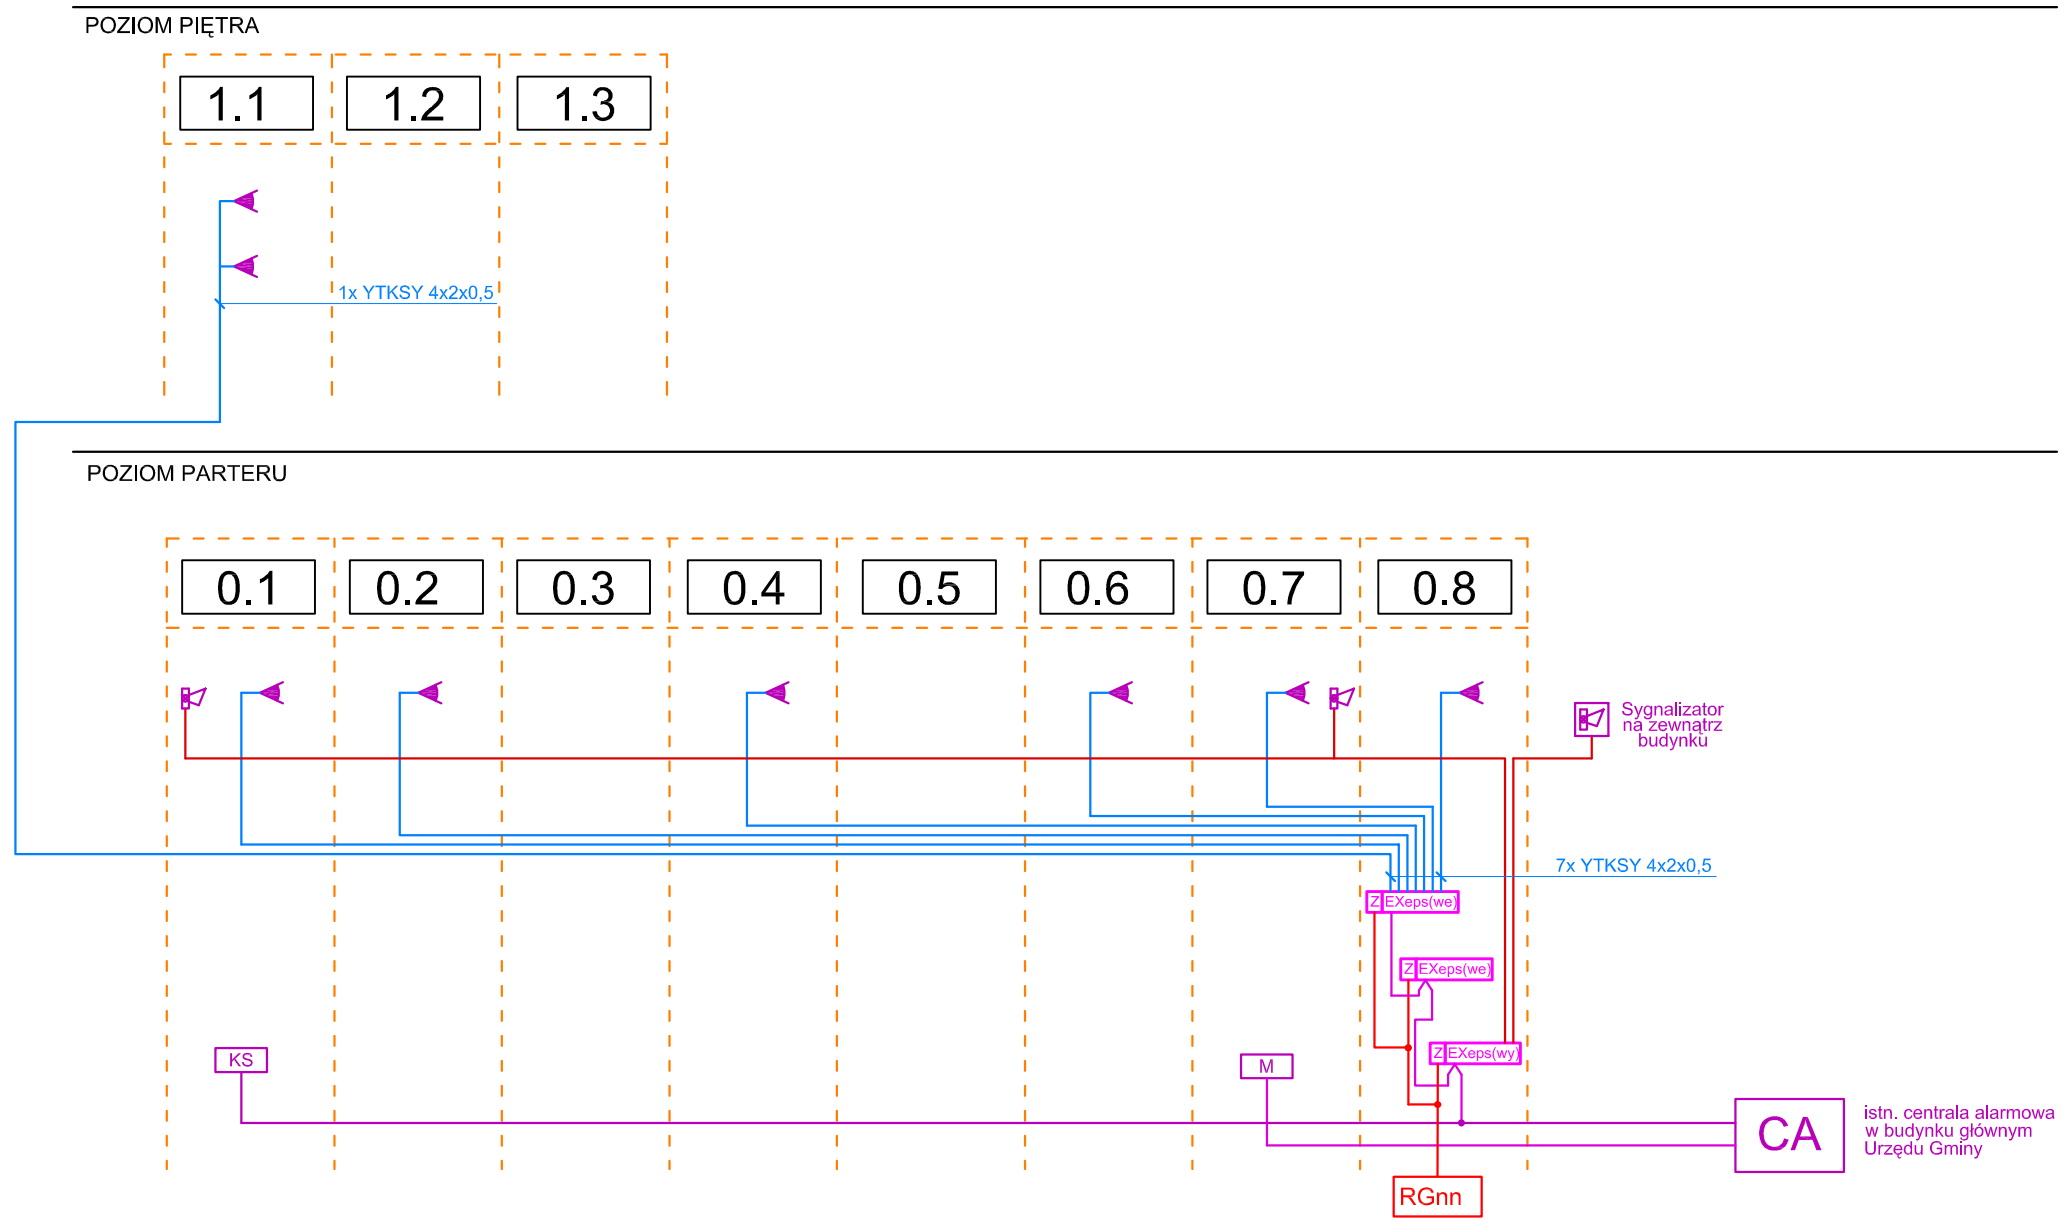 POZIOM PIĘTRA
1.1
1.2
1.3
1x YTKSY 4x2x0,5
POZIOM PARTERU
0.1
0.2
0.3
0.4
0.5
0.6
0.7
0.8
Sygnalizator
na zewnątrz
budynku
7x YTKSY 4x2x0,5
Z EXeps(we)
Z EXeps(we)
Z EXeps(wy)
KS
M
CA
istn. centrala alarmowa
w budynku głównym
Urzędu Gminy
RGnn